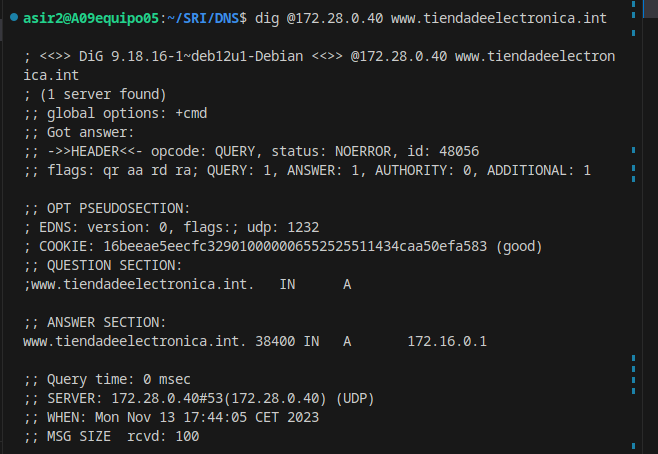 asir2@A09equipo05:~/SRI/DNS$ dig @172.28.0.40 www.tiendadeelectronica.int
; <<>> DiG 9.18.16-1~deb12u1-Debian <<>> @172.28.0.40 www.tiendadeelectron
ica.int
; (1 server found)
;; global options: +cmd
;; Got answer:
;; ->>HEADER<<- opcode: QUERY, status: NOERROR, id: 48056
;; flags: qr aa rd ra; QUERY: 1, ANSWER: 1, AUTHORITY: 0, ADDITIONAL: 1
;; OPT PSEUDOSECTION:
; EDNS: version: 0, flags:; udp: 1232
; COOKIE: 16beeae5eecfc329010000006552525511434caa50efa583 (good)
;; QUESTION SECTION:
;www.tiendadeelectronica.int. IN A
;; ANSWER SECTION:
www.tiendadeelectronica.int. 38400 IN A 172.16.0.1
;; Query time: 0 msec
;; SERVER: 172.28.0.40#53(172.28.0.40) (UDP)
;; WHEN: Mon Nov 13 17:44:05 CET 2023
;; MSG SIZE rcvd: 100